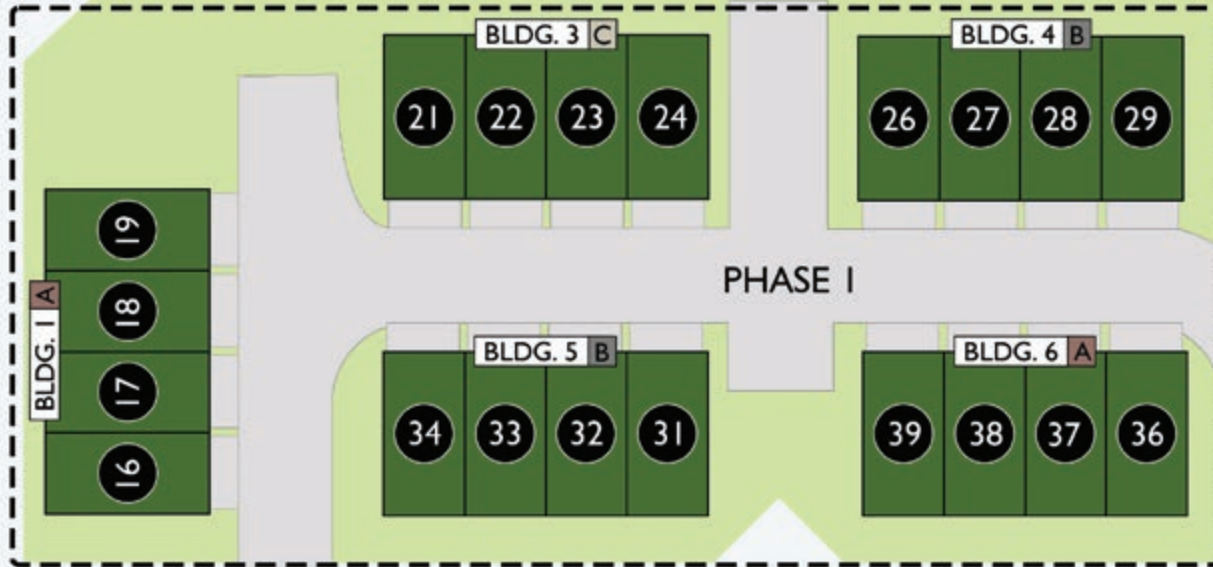 BLDG. 3 C
21 22 23 24
BLDG. 4 B
26 27 28 29
BLDG. 1 A
19
18
17
16
PHASE 1
BLDG. 5 B
34 33 32 31
BLDG. 6 A
39 38 37 36